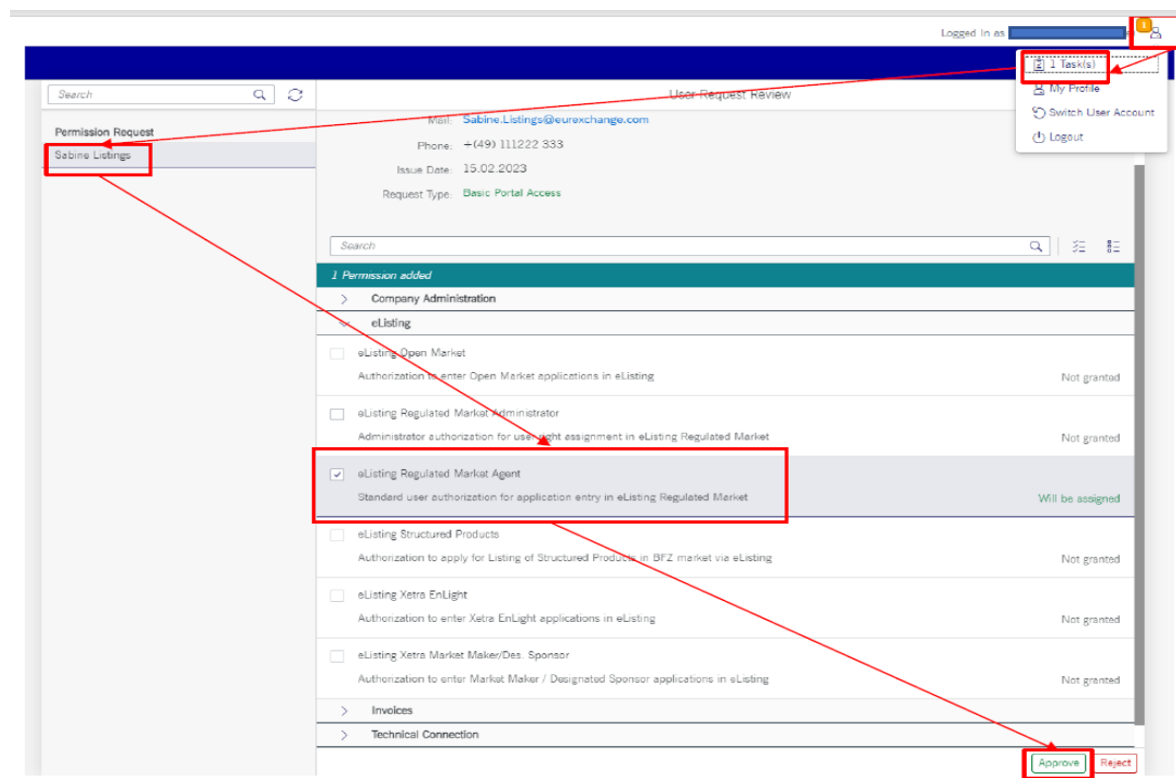 Logged in as
1
1 Task(s)
My Profile
Switch User Account
Logout
Search
User Request Review
Permission Request
Sabine Listings
Mail: Sabine.Listings@eurexchange.com
Phone: +(49) 111222 333
Issue Date: 15.02.2023
Request Type: Basic Portal Access
Search
1 Permission added
Company Administration
eListing
eListing Open Market
Authorization to enter Open Market applications in eListing
Not granted
eListing Regulated Market Administrator
Administrator authorization for user right assignment in eListing Regulated Market
Not granted
eListing Regulated Market Agent
Standard user authorization for application entry in eListing Regulated Market
Will be assigned
eListing Structured Products
Authorization to apply for Listing of Structured Products in BFZ market via eListing
Not granted
eListing Xetra EnLight
Authorization to enter Xetra EnLight applications in eListing
Not granted
eListing Xetra Market Maker/Des. Sponsor
Authorization to enter Market Maker / Designated Sponsor applications in eListing
Not granted
Invoices
Technical Connection
Approve
Reject